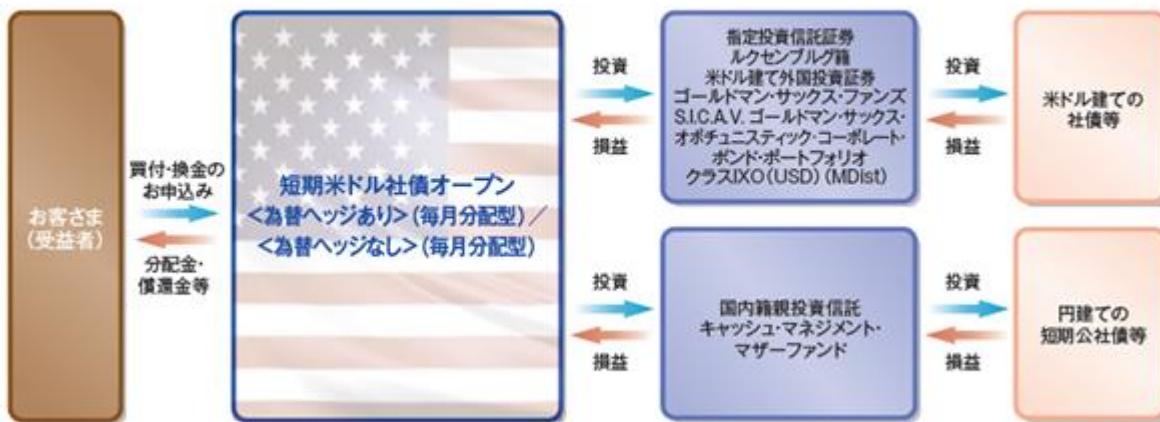 お客さま
(受益者)
買付・換金の
お申込み
分配金・
償還金等
短期米ドル社債オープン
<為替ヘッジあり>(毎月分配型)/
<為替ヘッジなし>(毎月分配型)
投資
損益
指定投資信託証券
ルクセンブルグ籍
米ドル建て外国投資証券
ゴールドマン・サックス・ファンズ
S.I.C.A.V. ゴールドマン・サックス・
オポチュニスティック・コーポレート・
ボンド・ポートフォリオ
クラスIXO(USD)(MDist)
投資
損益
米ドル建ての
社債等
投資
損益
国内籍親投資信託
キャッシュ・マネジメント・
マザーファンド
投資
損益
円建ての
短期公社債等